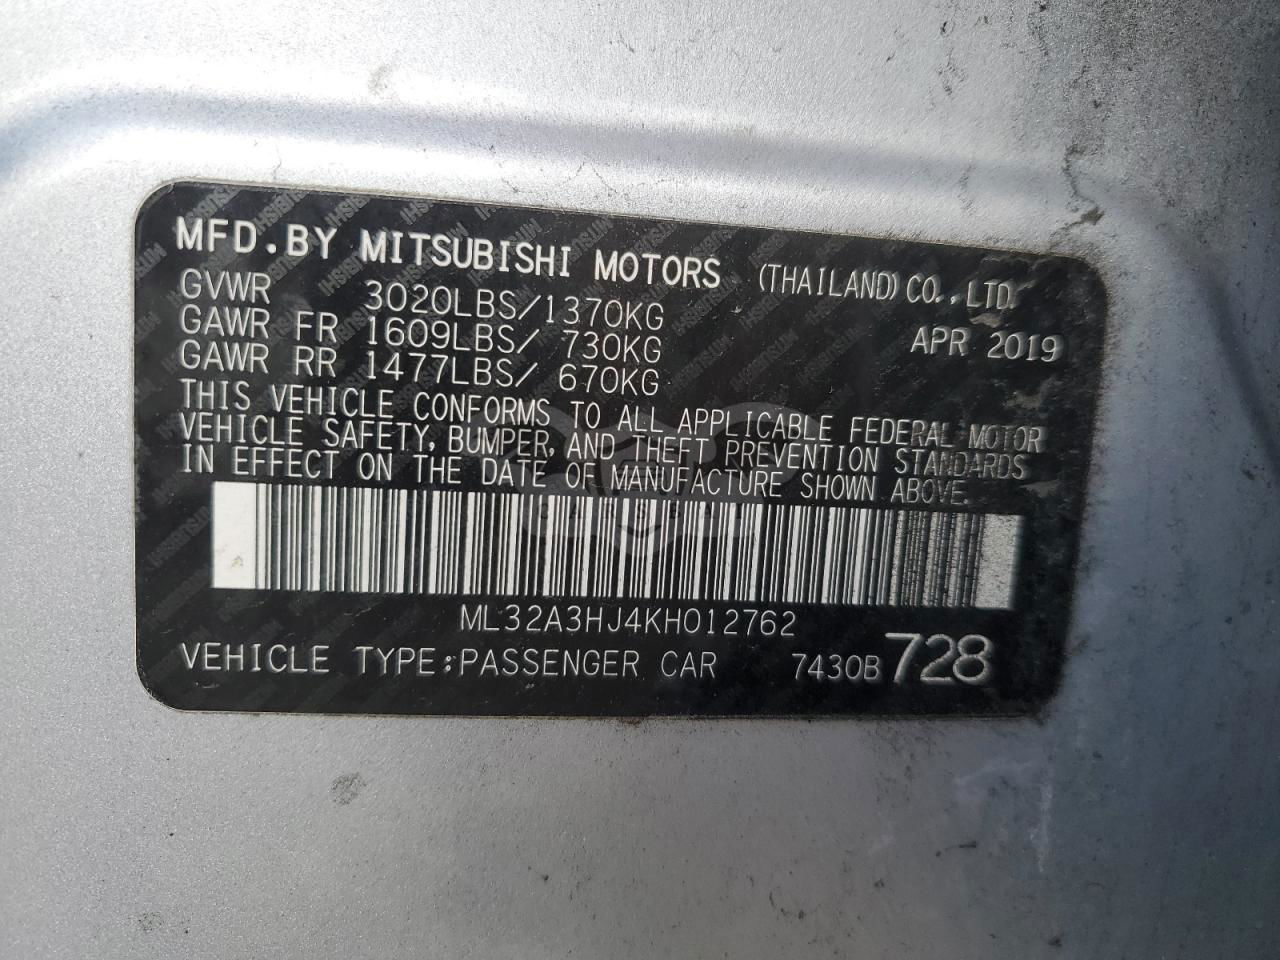 MFD.BY MITSUBISHI MOTORS (THAILAND)CO.,LTD.
GVWR 3020LBS/1370KG
GAWR FR 1609LBS/ 730KG APR 2019
GAWR RR 1477LBS/ 670KG
THIS VEHICLE CONFORMS TO ALL APPLICABLE FEDERAL MOTOR
VEHICLE SAFETY, BUMPER, AND THEFT PREVENTION STANDARDS
IN EFFECT ON THE DATE OF MANUFACTURE SHOWN ABOVE.
ML32A3HJ4KH012762
VEHICLE TYPE:PASSENGER CAR 7430B 728